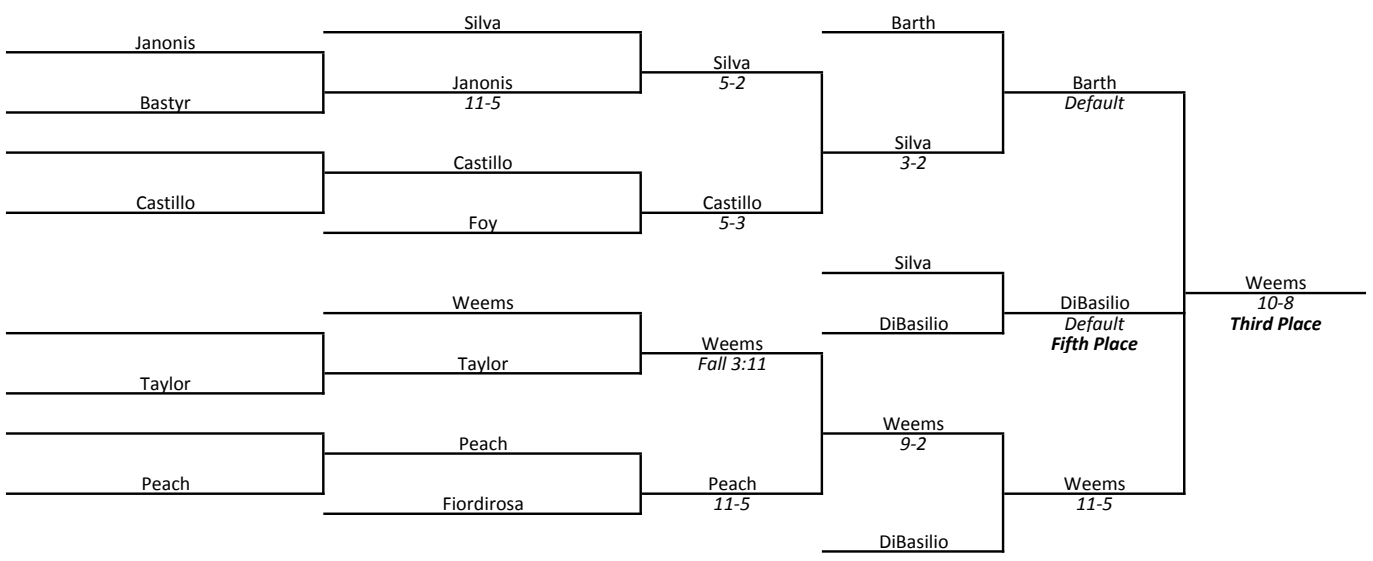 Silva
Barth
Janonis
Silva
5-2
Janonis
11-5
Barth
Default
Bastyr
Silva
3-2
Castillo
Castillo
Castillo
5-3
Foy
Silva
Weems
10-8
Third Place
Weems
DiBasilio
Default
Fifth Place
DiBasilio
Weems
Fall 3:11
Taylor
Taylor
Weems
9-2
Peach
Peach
Peach
11-5
Weems
11-5
Fiordirosa
DiBasilio